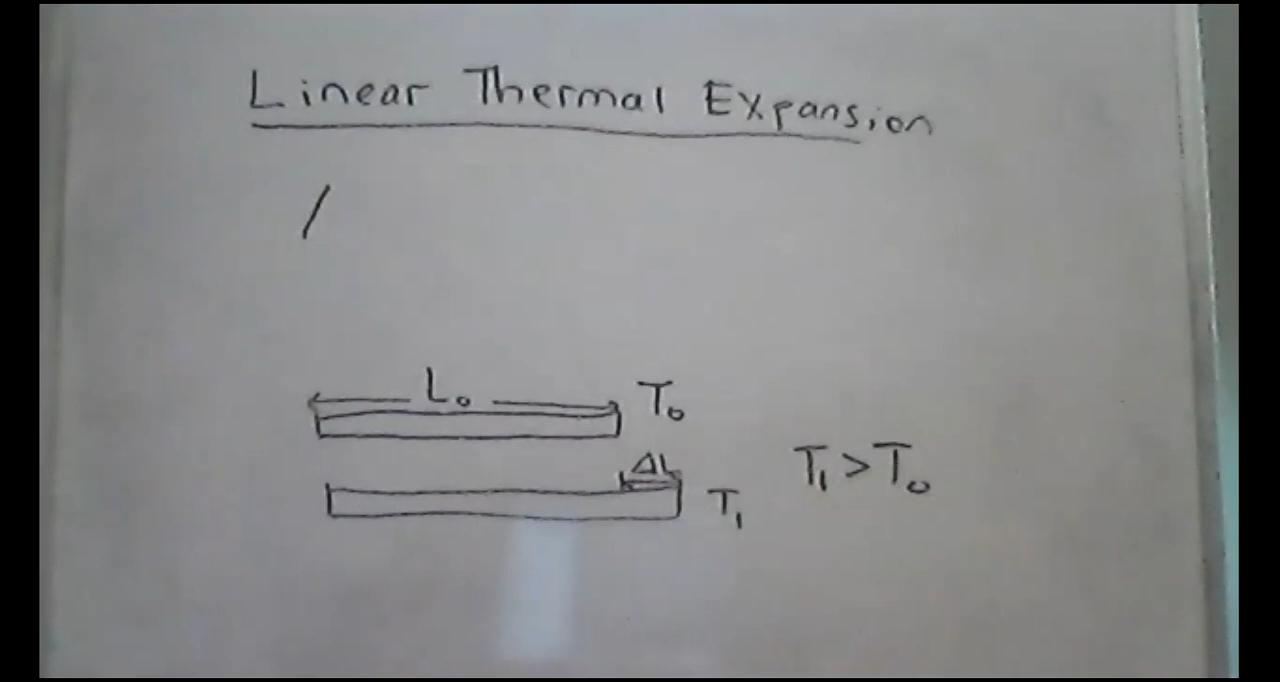 Linear Thermal Expansion
/
L₀ T₀
ΔL
T₁ T₁ > T₀